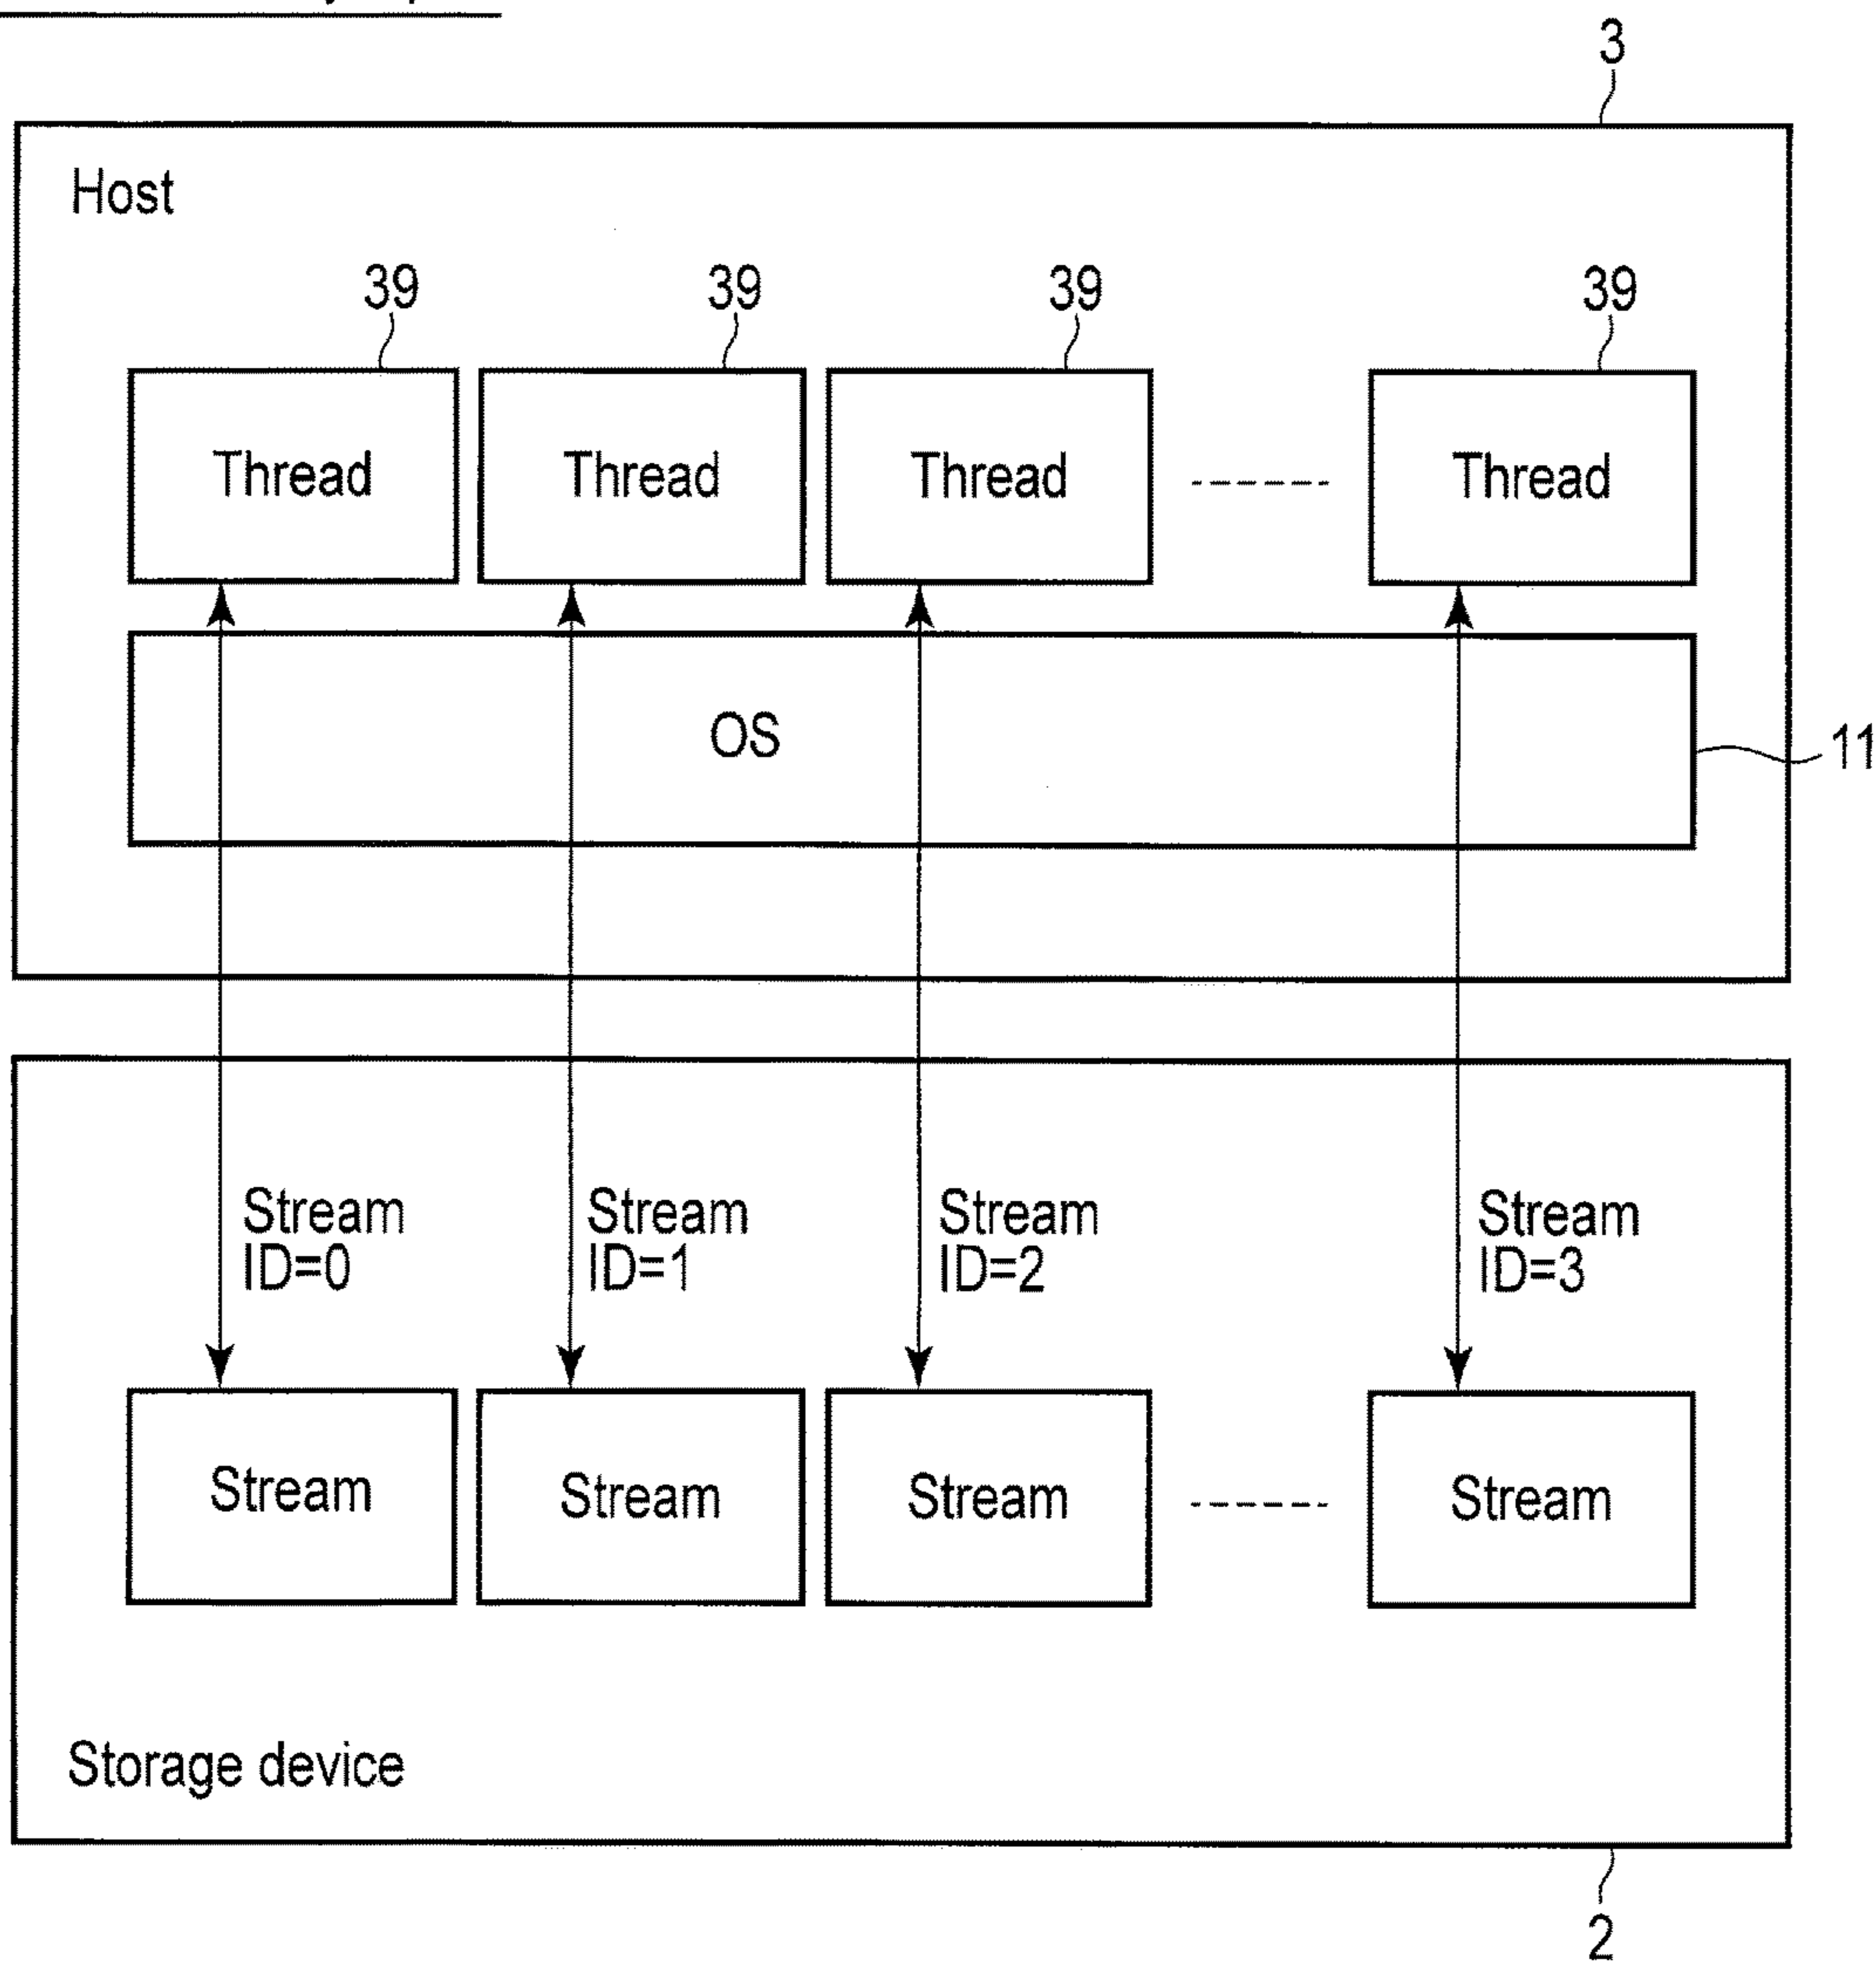 3
Host
39 39 39 39
Thread Thread Thread Thread
OS
11
Stream Stream Stream Stream
ID=0 ID=1 ID=2 ID=3
Stream Stream Stream Stream
Storage device
2